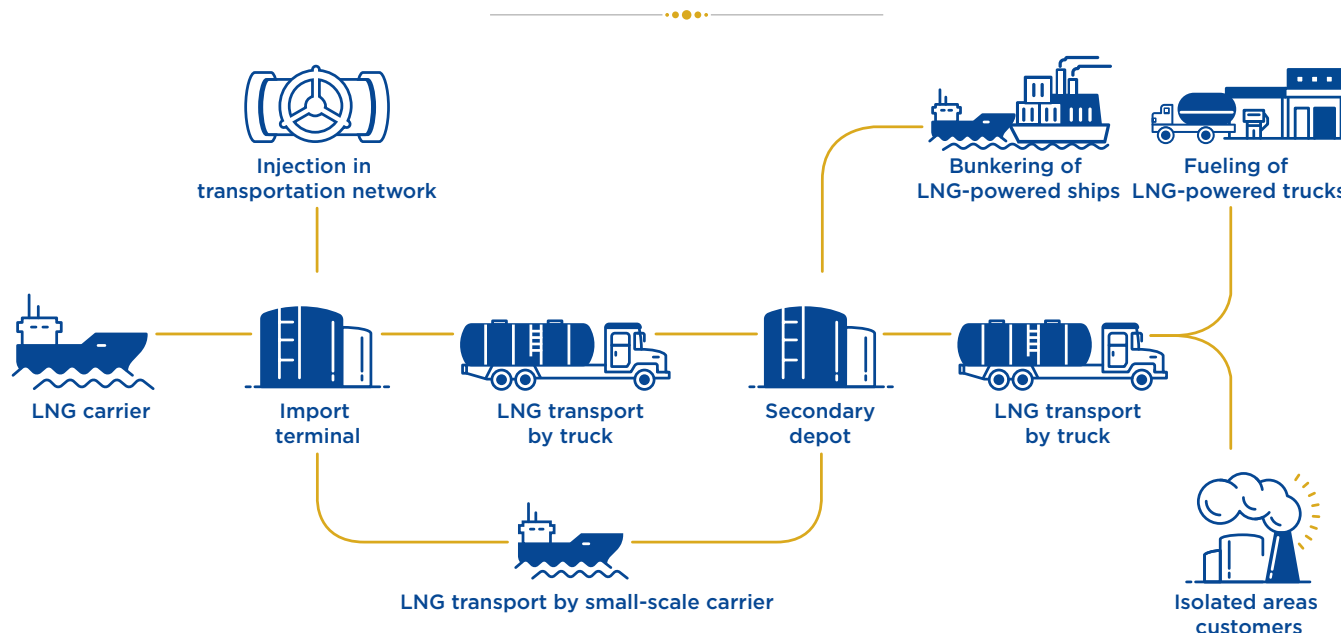 Injection in
transportation network
Bunkering of
LNG-powered ships
Fueling of
LNG-powered trucks
LNG carrier
Import
terminal
LNG transport
by truck
Secondary
depot
LNG transport
by truck
LNG transport by small-scale carrier
Isolated areas
customers